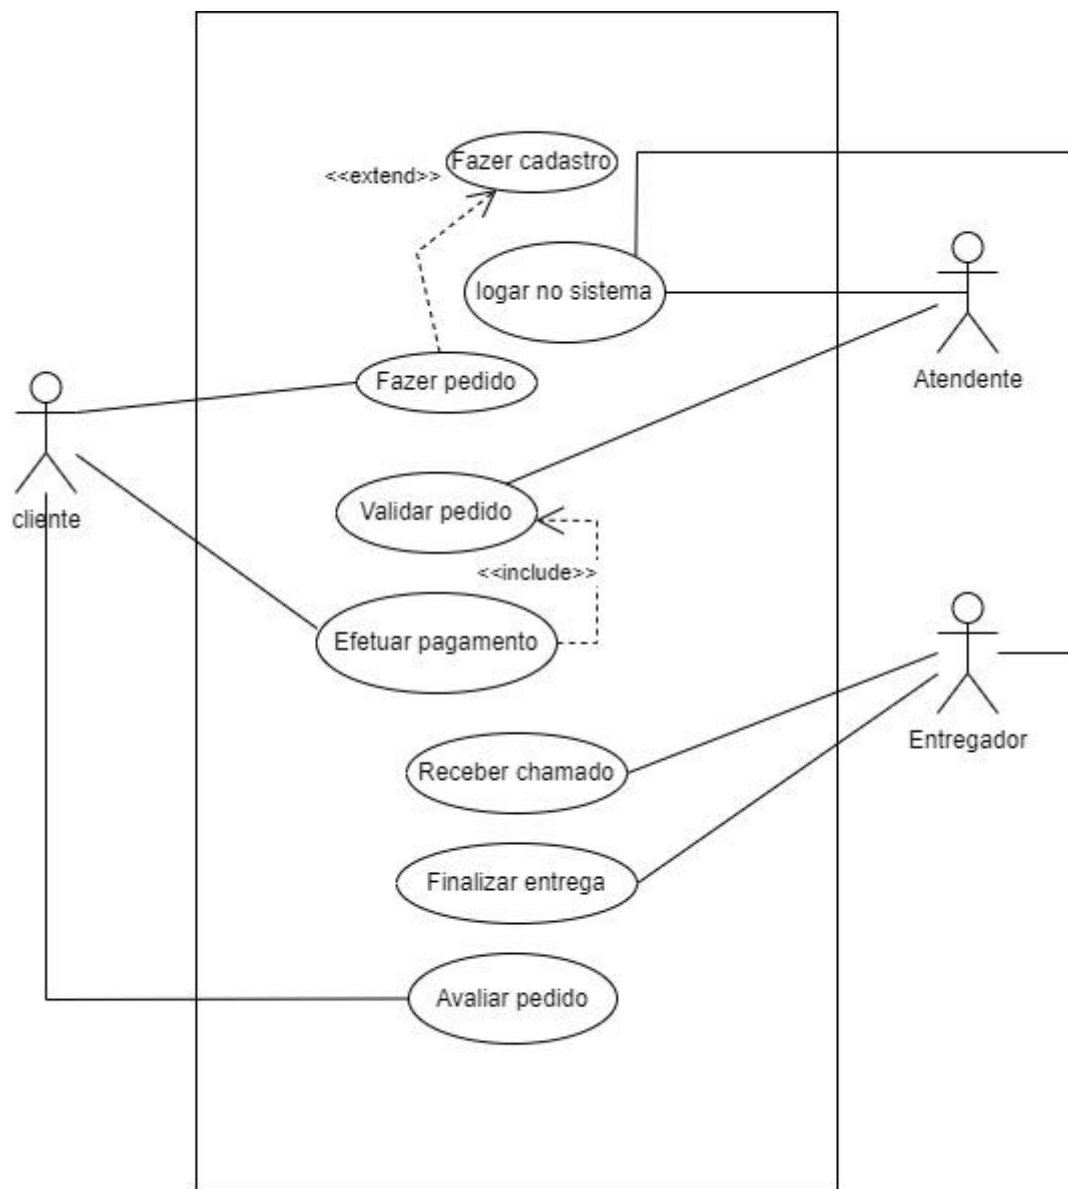 Fazer cadastro
<<extend>>
logar no sistema
Atendente
Fazer pedido
cliente
Validar pedido
<<include>>
Efetuar pagamento
Entregador
Receber chamado
Finalizar entrega
Avaliar pedido